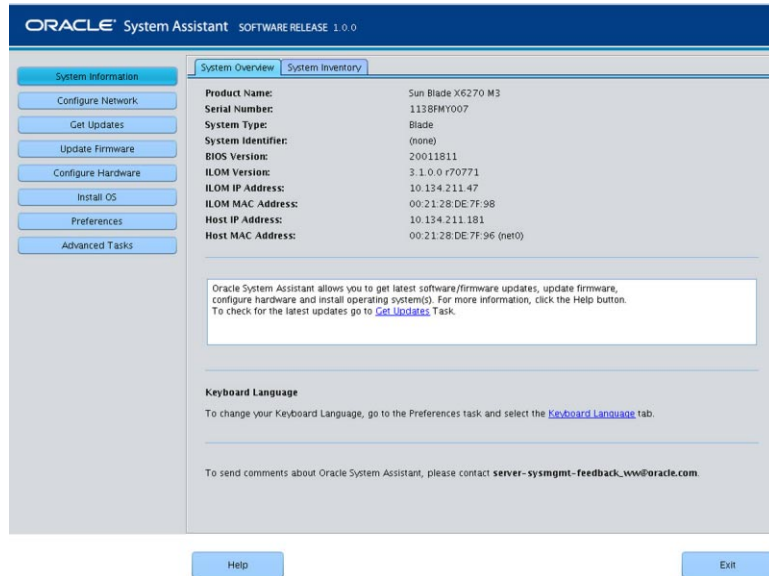 ORACLE® System Assistant SOFTWARE RELEASE 1.0.0
System Information
Configure Network
Get Updates
Update Firmware
Configure Hardware
Install OS
Preferences
Advanced Tasks
System Overview
System Inventory
Product Name: Sun Blade X6270 M3
Serial Number: 1138FMY007
System Type: Blade
System Identifier: (none)
BIOS Version: 20011811
ILOM Version: 3.1.0.0 r70771
ILOM IP Address: 10.134.211.47
ILOM MAC Address: 00:21:28:DE:7F:98
Host IP Address: 10.134.211.181
Host MAC Address: 00:21:28:DE:7F:96 (net0)
Oracle System Assistant allows you to get latest software/firmware updates, update firmware,
configure hardware and install operating system(s). For more information, click the Help button.
To check for the latest updates go to Get Updates Task.
Keyboard Language
To change your Keyboard Language, go to the Preferences task and select the Keyboard Language tab.
To send comments about Oracle System Assistant, please contact server-sysmgmt-feedback_ww@oracle.com.
Help
Exit